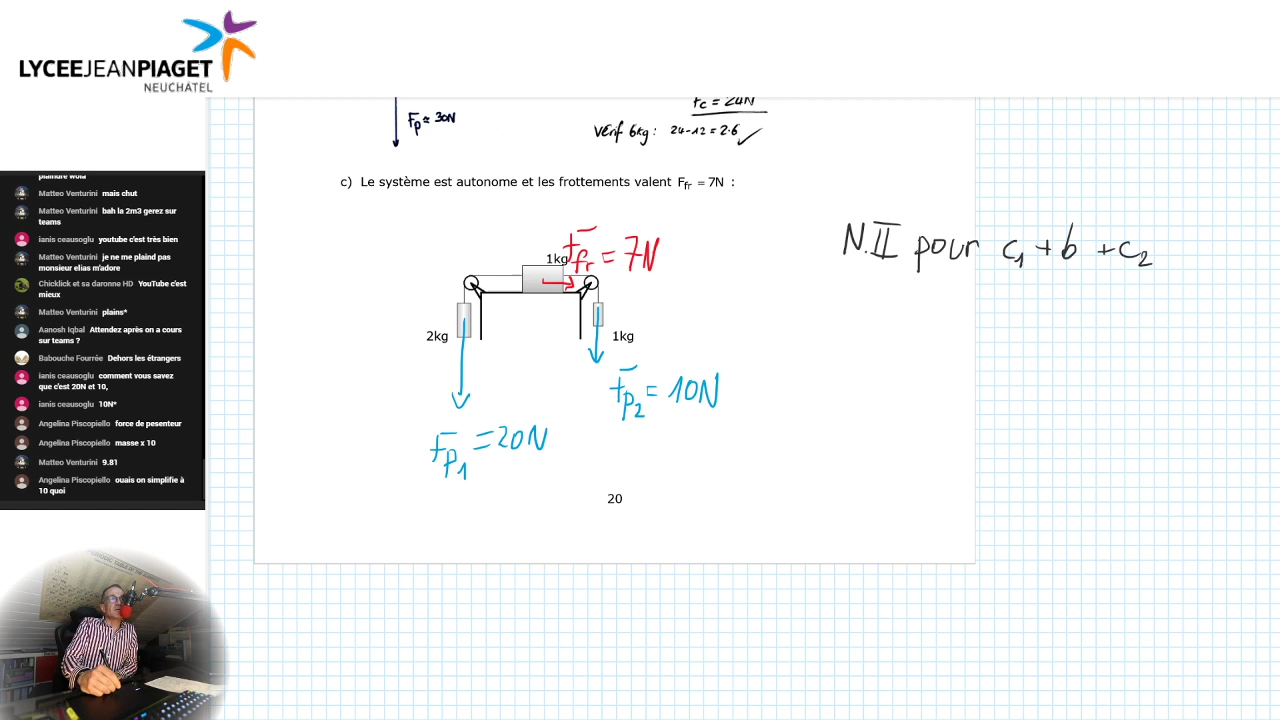 LYCEEJEANPIAGET
NEUCHÂTEL
Fp ≈ 30N
Fc = 24N
Vérif 6kg : 24-12 = 2·6 ✓
c) Le système est autonome et les frottements valent Ffr = 7N :
N.II pour c1 + b + c2
1kg
Ffr = 7N
2kg
1kg
Fp2 = 10N
Fp1 = 20N
20
plaindre wola
Matteo Venturini mais chut
Matteo Venturini bah la 2m3 gerez sur
teams
ianis ceausoglu youtube c'est très bien
Matteo Venturini je ne me plaind pas
monsieur elias m'adore
Chicklick et sa daronne HD YouTube c'est
mieux
Matteo Venturini plains*
Aanosh Iqbal Attendez après on a cours
sur teams ?
Babouche Fourrée Dehors les étrangers
ianis ceausoglu comment vous savez
que c'est 20N et 10,
ianis ceausoglu 10N*
Angelina Piscopiello force de pesenteur
Angelina Piscopiello masse x 10
Matteo Venturini 9.81
Angelina Piscopiello ouais on simplifie à
10 quoi